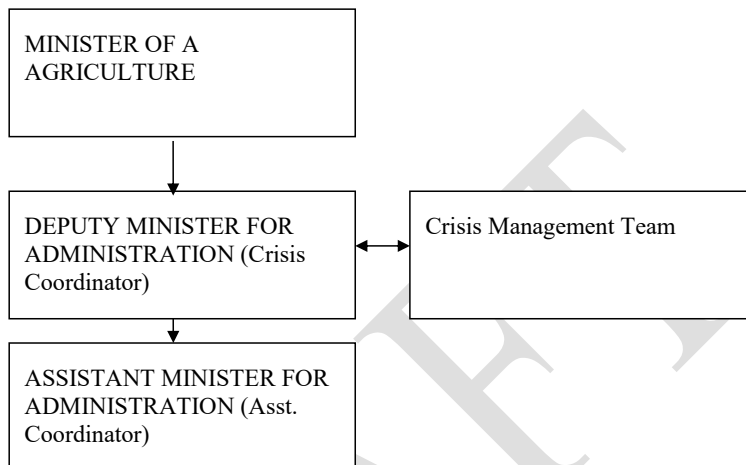 MINISTER OF A
AGRICULTURE
DEPUTY MINISTER FOR
ADMINISTRATION (Crisis
Coordinator)
Crisis Management Team
ASSISTANT MINISTER FOR
ADMINISTRATION (Asst.
Coordinator)